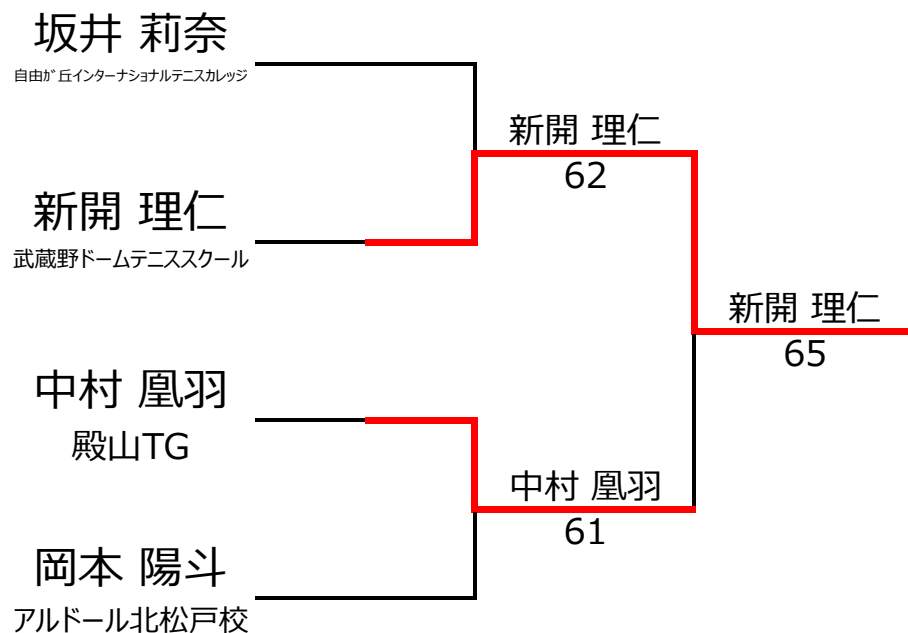 坂井 莉奈
自由が丘インターナショナルテニスカレッジ
新開 理仁
62
新開 理仁
武蔵野ドームテニススクール
新開 理仁
65
中村 凰羽
殿山TG
中村 凰羽
61
岡本 陽斗
アルドール北松戸校